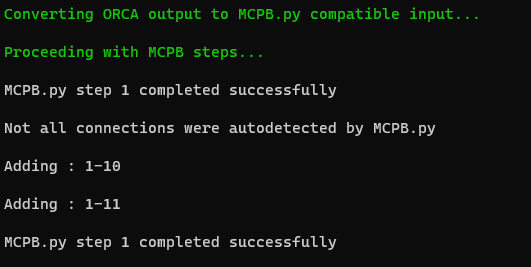 Converting ORCA output to MCPB.py compatible input...
Proceeding with MCPB steps...
MCPB.py step 1 completed successfully
Not all connections were autodetected by MCPB.py
Adding : 1-10
Adding : 1-11
MCPB.py step 1 completed successfully